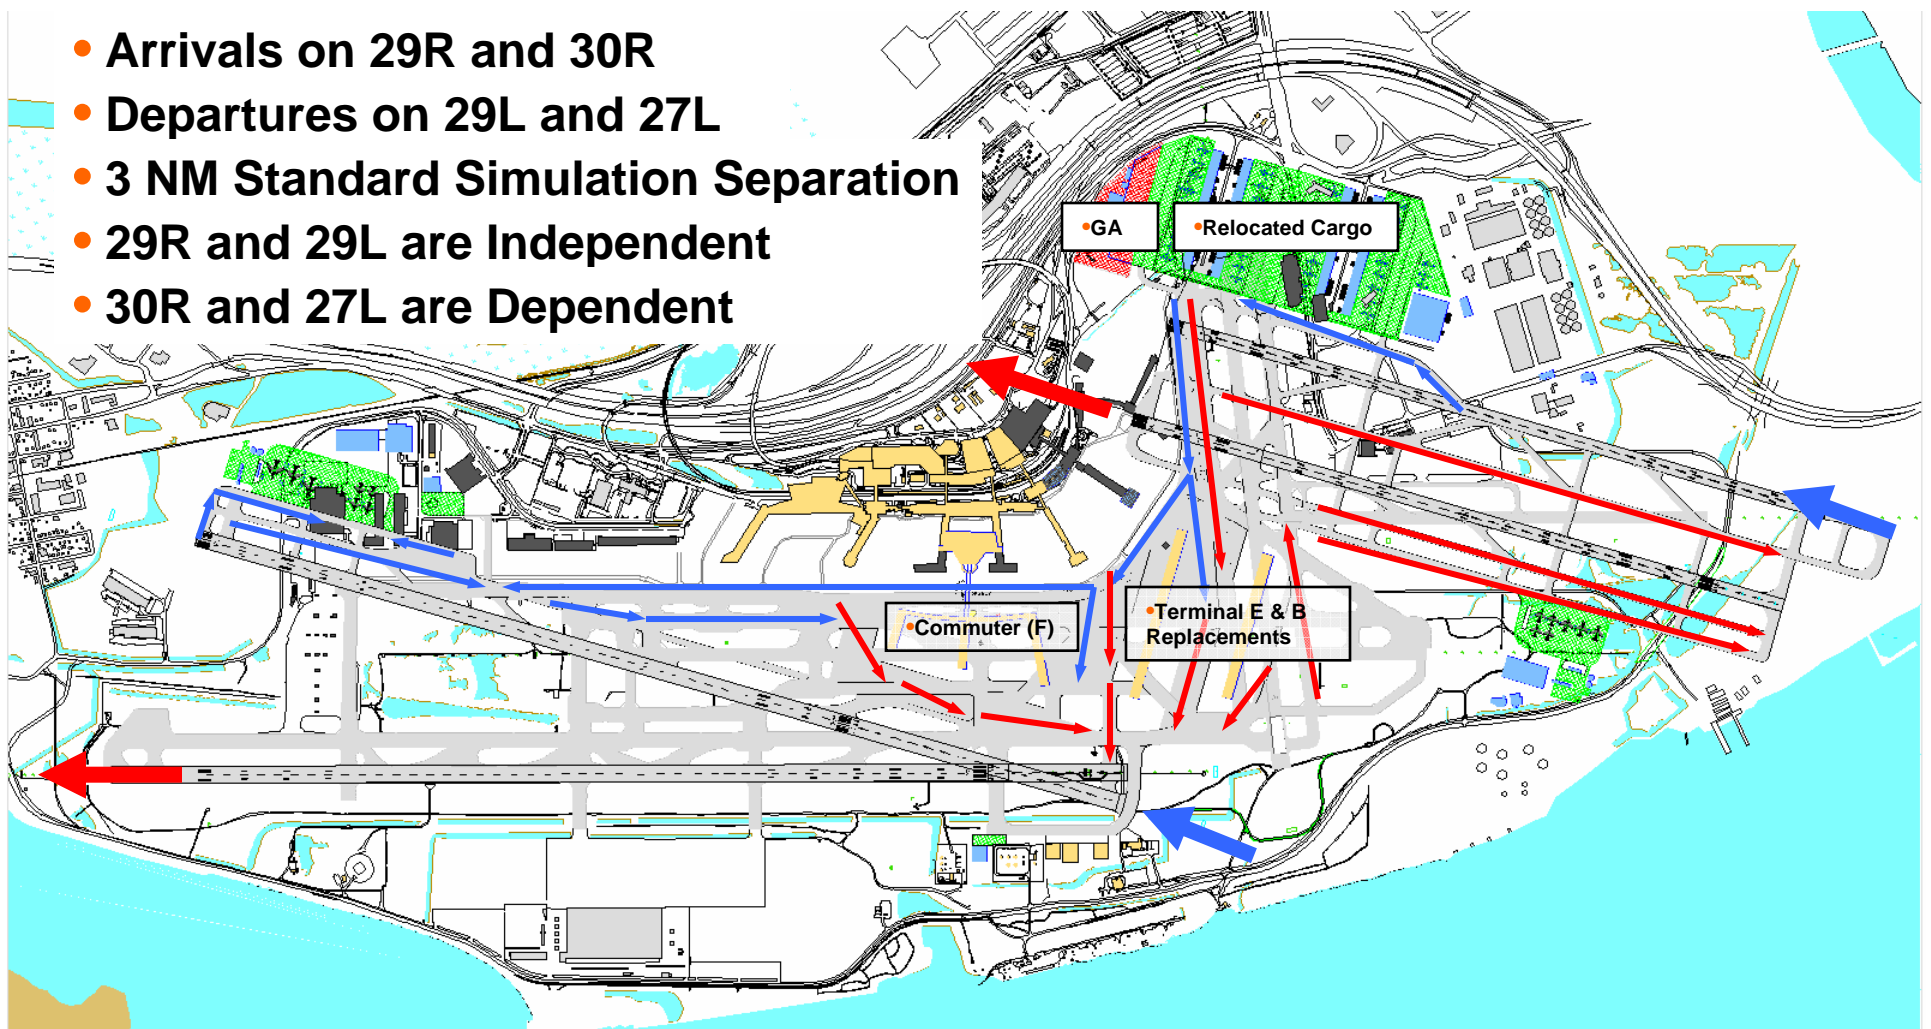 • Arrivals on 29R and 30R
• Departures on 29L and 27L
• 3 NM Standard Simulation Separation
• 29R and 29L are Independent
• 30R and 27L are Dependent
•GA
•Relocated Cargo
•Commuter (F)
•Terminal E & B
Replacements